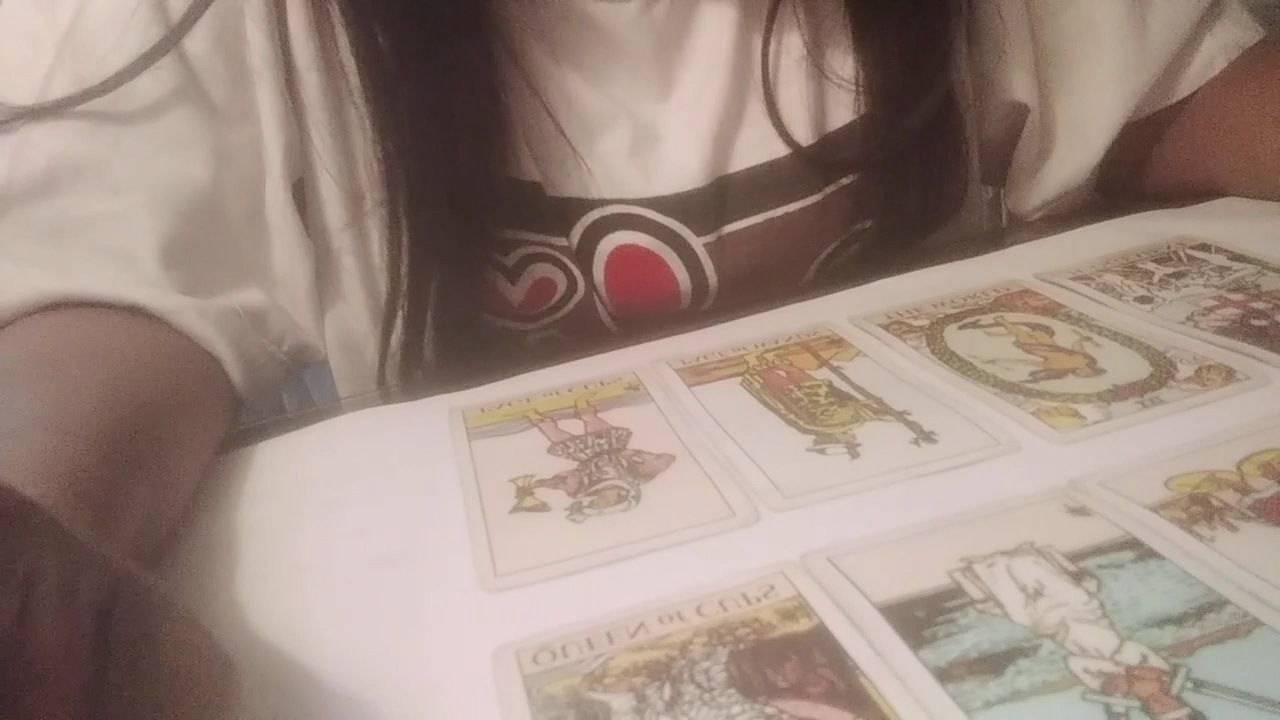 PAGE OF CUPS
PAGE OF WANDS
THE WORLD
QUEEN OF CUPS